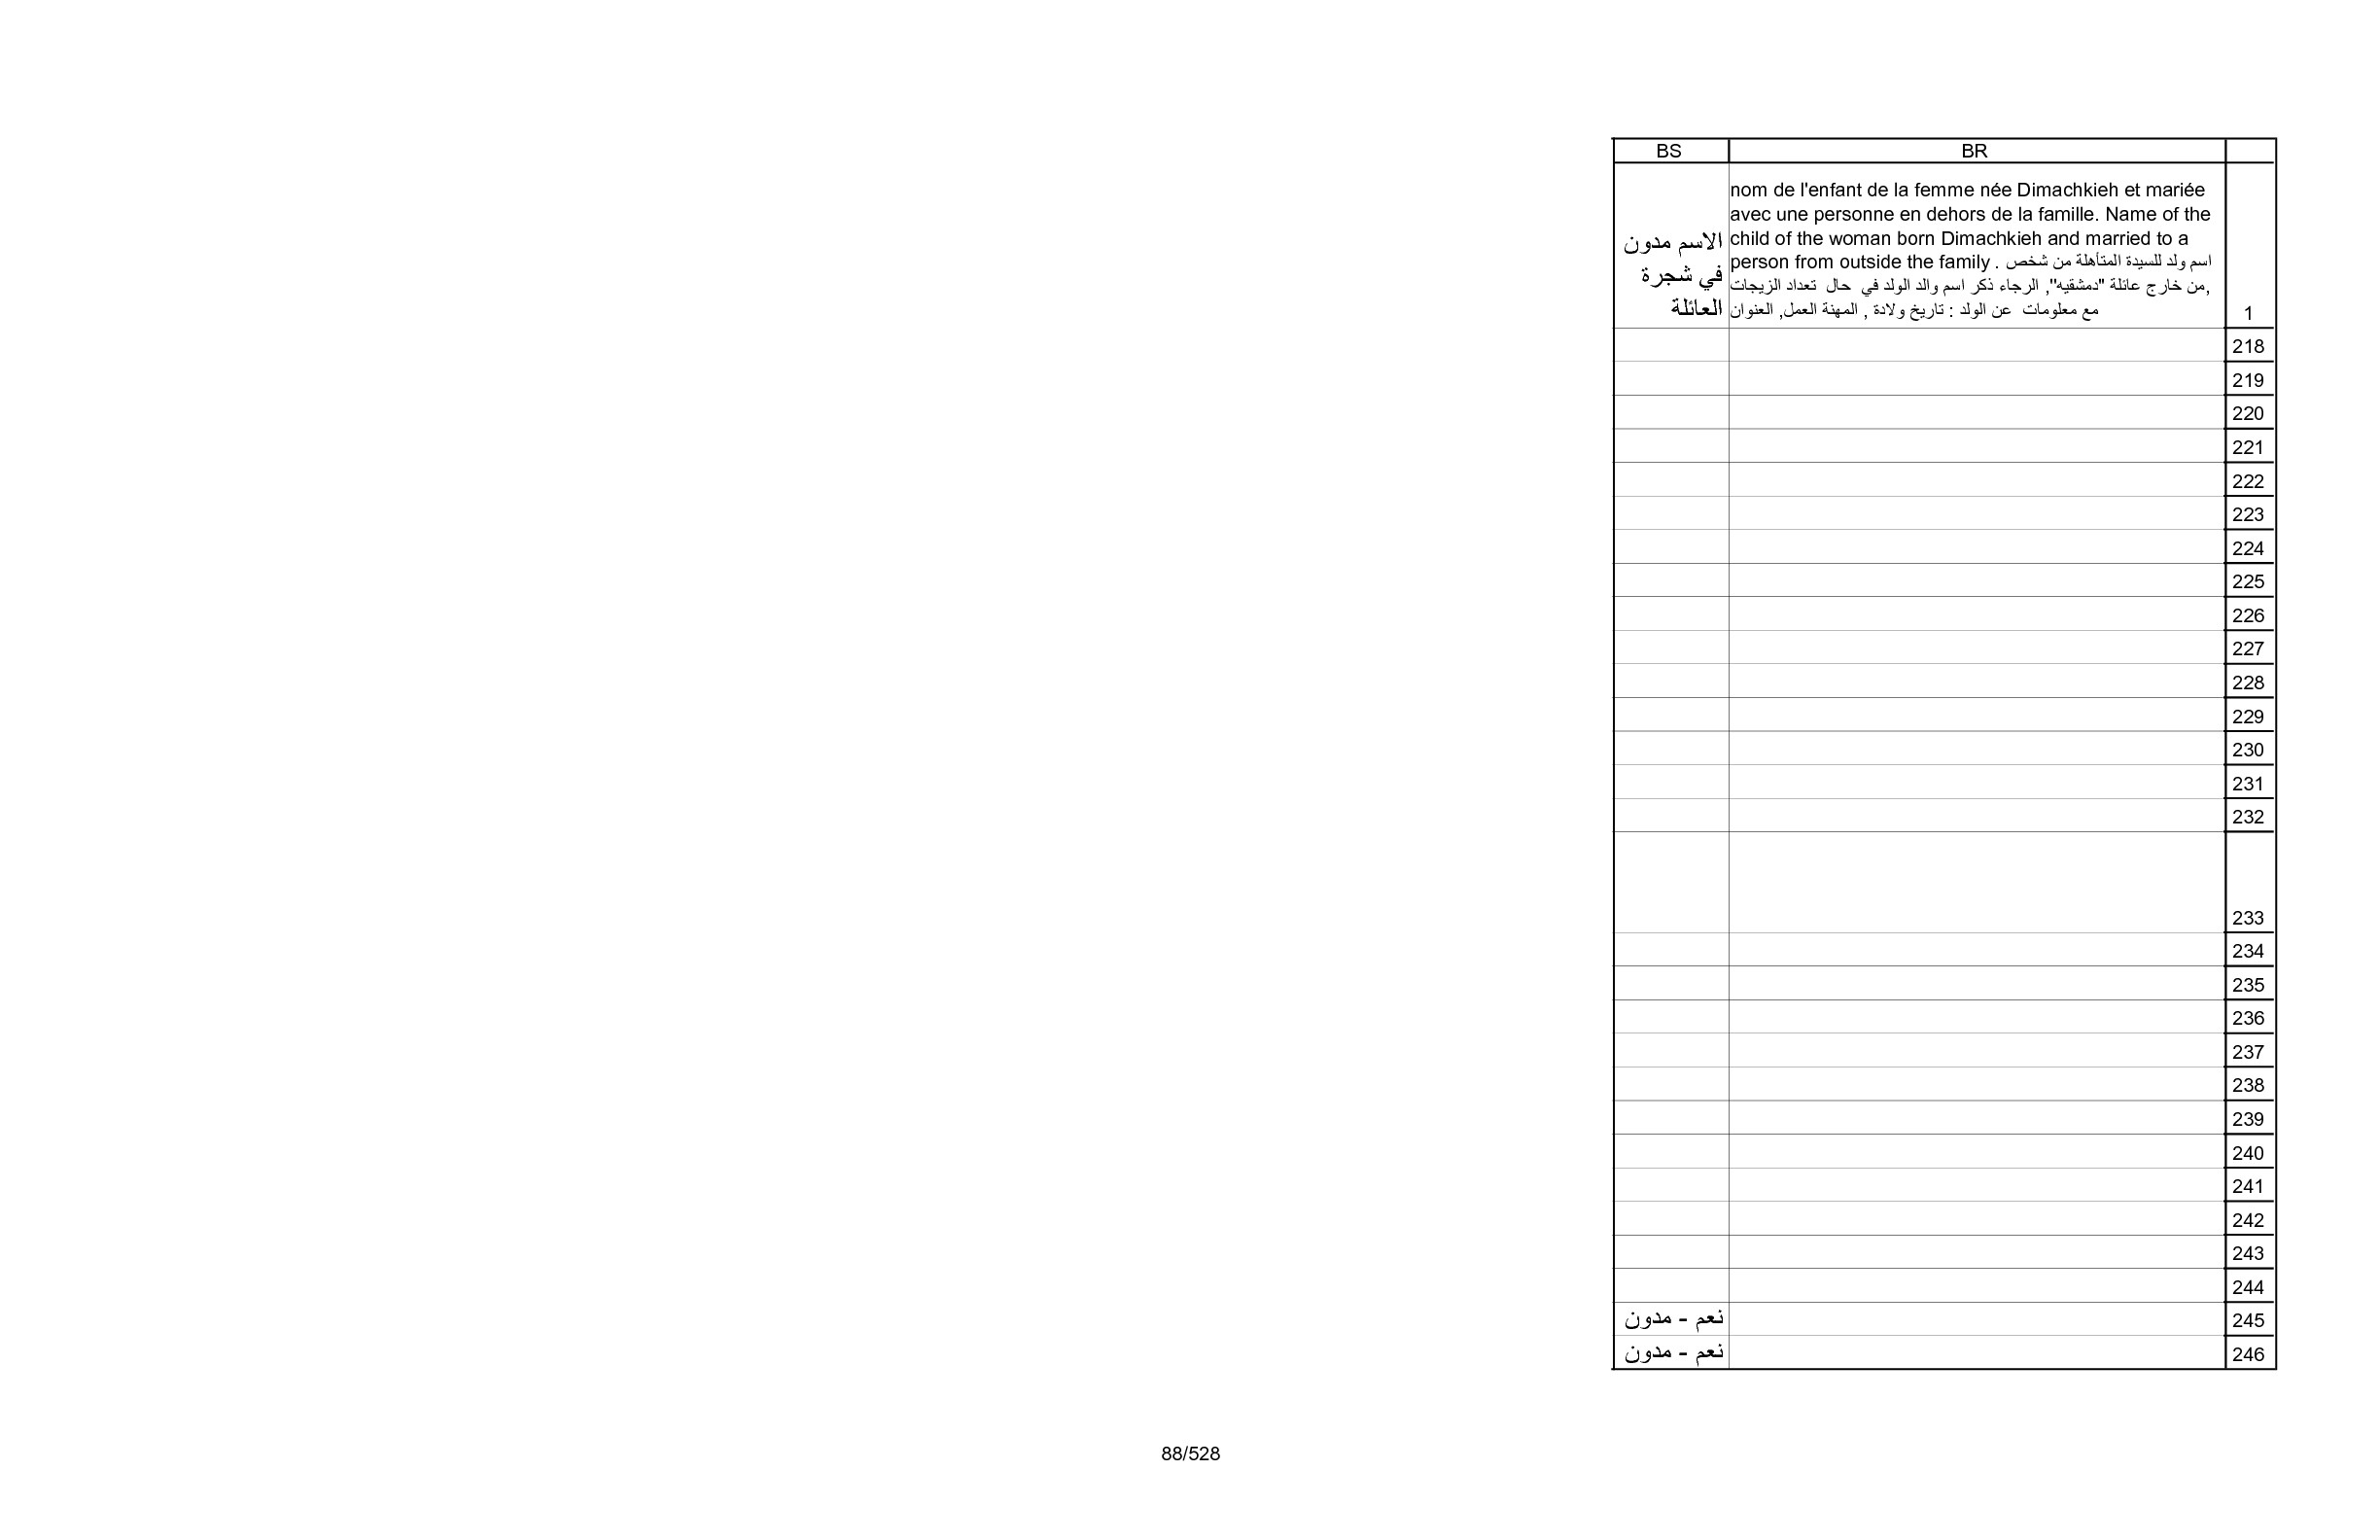 BS BR
nom de l'enfant de la femme née Dimachkieh et mariée
avec une personne en dehors de la famille. Name of the
child of the woman born Dimachkieh and married to a
person from outside the family . اسم ولد للسيدة المتأهلة من شخص
من خارج عائلة "دمشقيه", الرجاء ذكر اسم والد الولد في حال تعداد الزيجات,
مع معلومات عن الولد : تاريخ ولادة , المهنة العمل, العنوان
الاسم مدون
في شجرة
العائلة
1
218
219
220
221
222
223
224
225
226
227
228
229
230
231
232
233
234
235
236
237
238
239
240
241
242
243
244
نعم - مدون 245
نعم - مدون 246
88/528